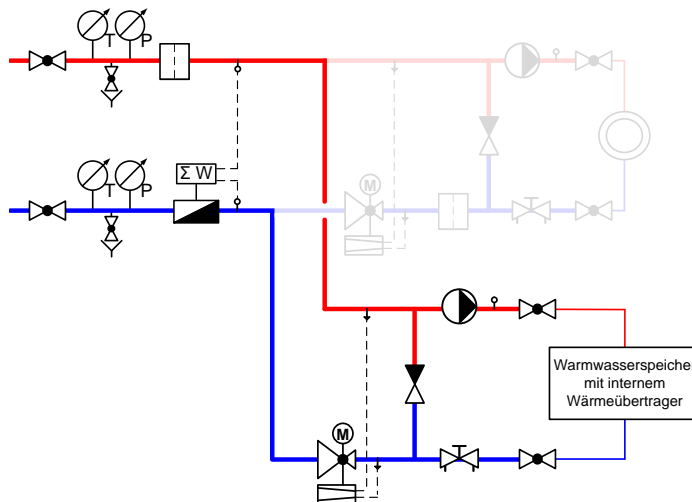 T
P
M
Σ W
T
P
M
Warmwasserspeicher
mit internem
Wärmeübertrager